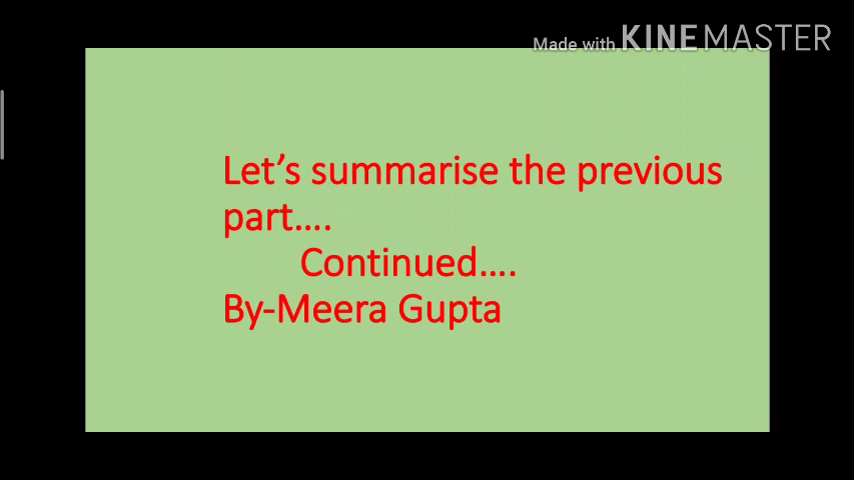 Made with KINEMASTER
Let's summarise the previous
part....
Continued....
By-Meera Gupta